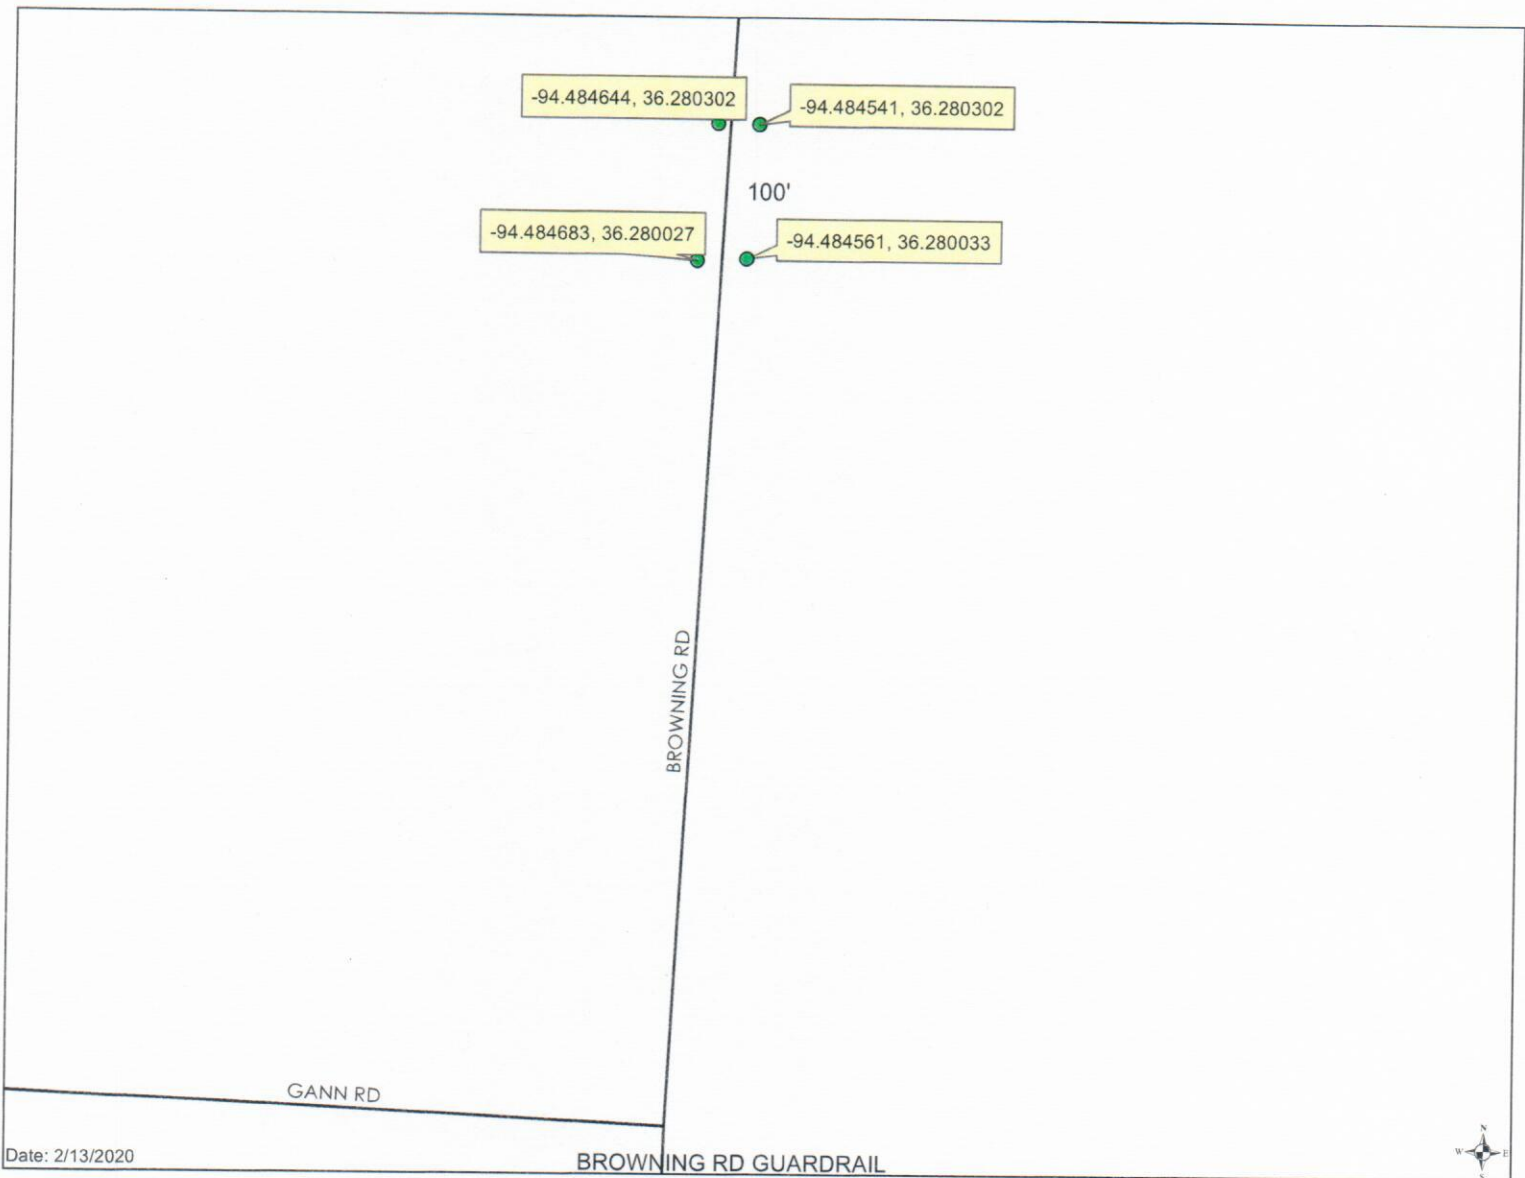 -94.484644, 36.280302
-94.484541, 36.280302
100'
-94.484683, 36.280027
-94.484561, 36.280033
BROWNING RD
GANN RD
Date: 2/13/2020
BROWNING RD GUARDRAIL
N
W E
S